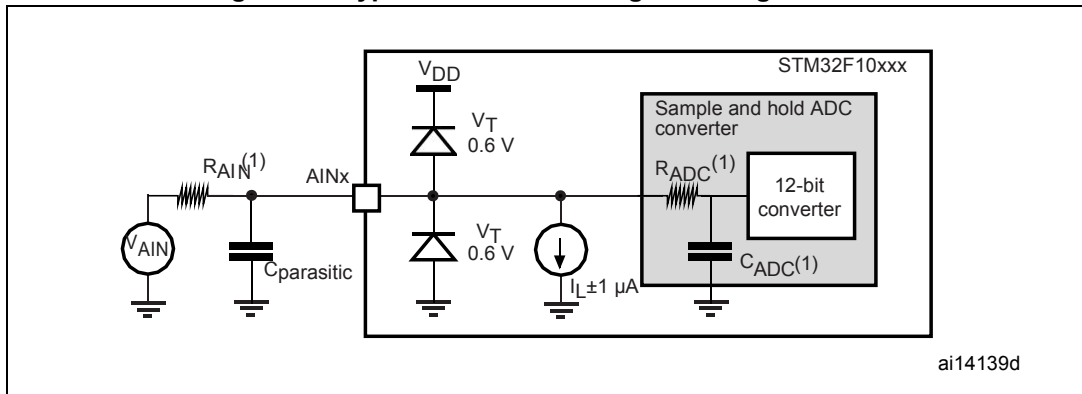 STM32F10xxx
VDD
Sample and hold ADC
converter
VT
0.6 V
RAIN(1)
AINx
RADC(1)
12-bit
converter
VAIN
Cparasitic
VT
0.6 V
IL±1 µA
CADC(1)
ai14139d